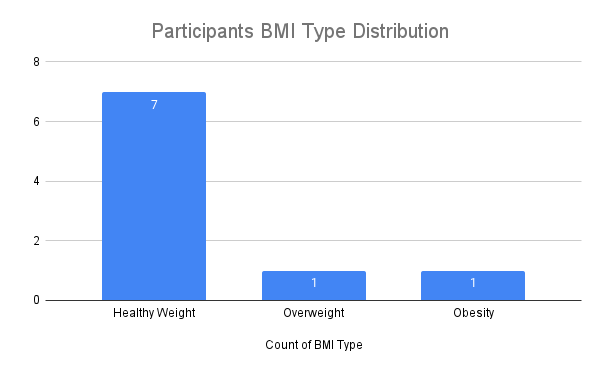 Participants BMI Type Distribution
8
6
4
2
0
7
1
1
Healthy Weight
Overweight
Obesity
Count of BMI Type